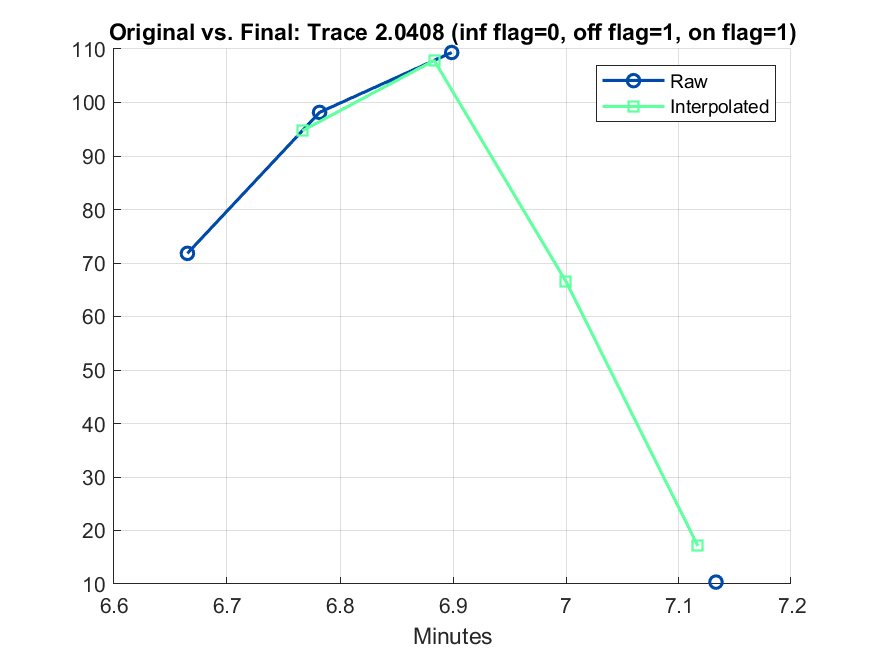 Original vs. Final: Trace 2.0408 (inf flag=0, off flag=1, on flag=1)
110
100
90
80
70
60
50
40
30
20
10
Raw
Interpolated
6.6 6.7 6.8 6.9 7 7.1 7.2
Minutes